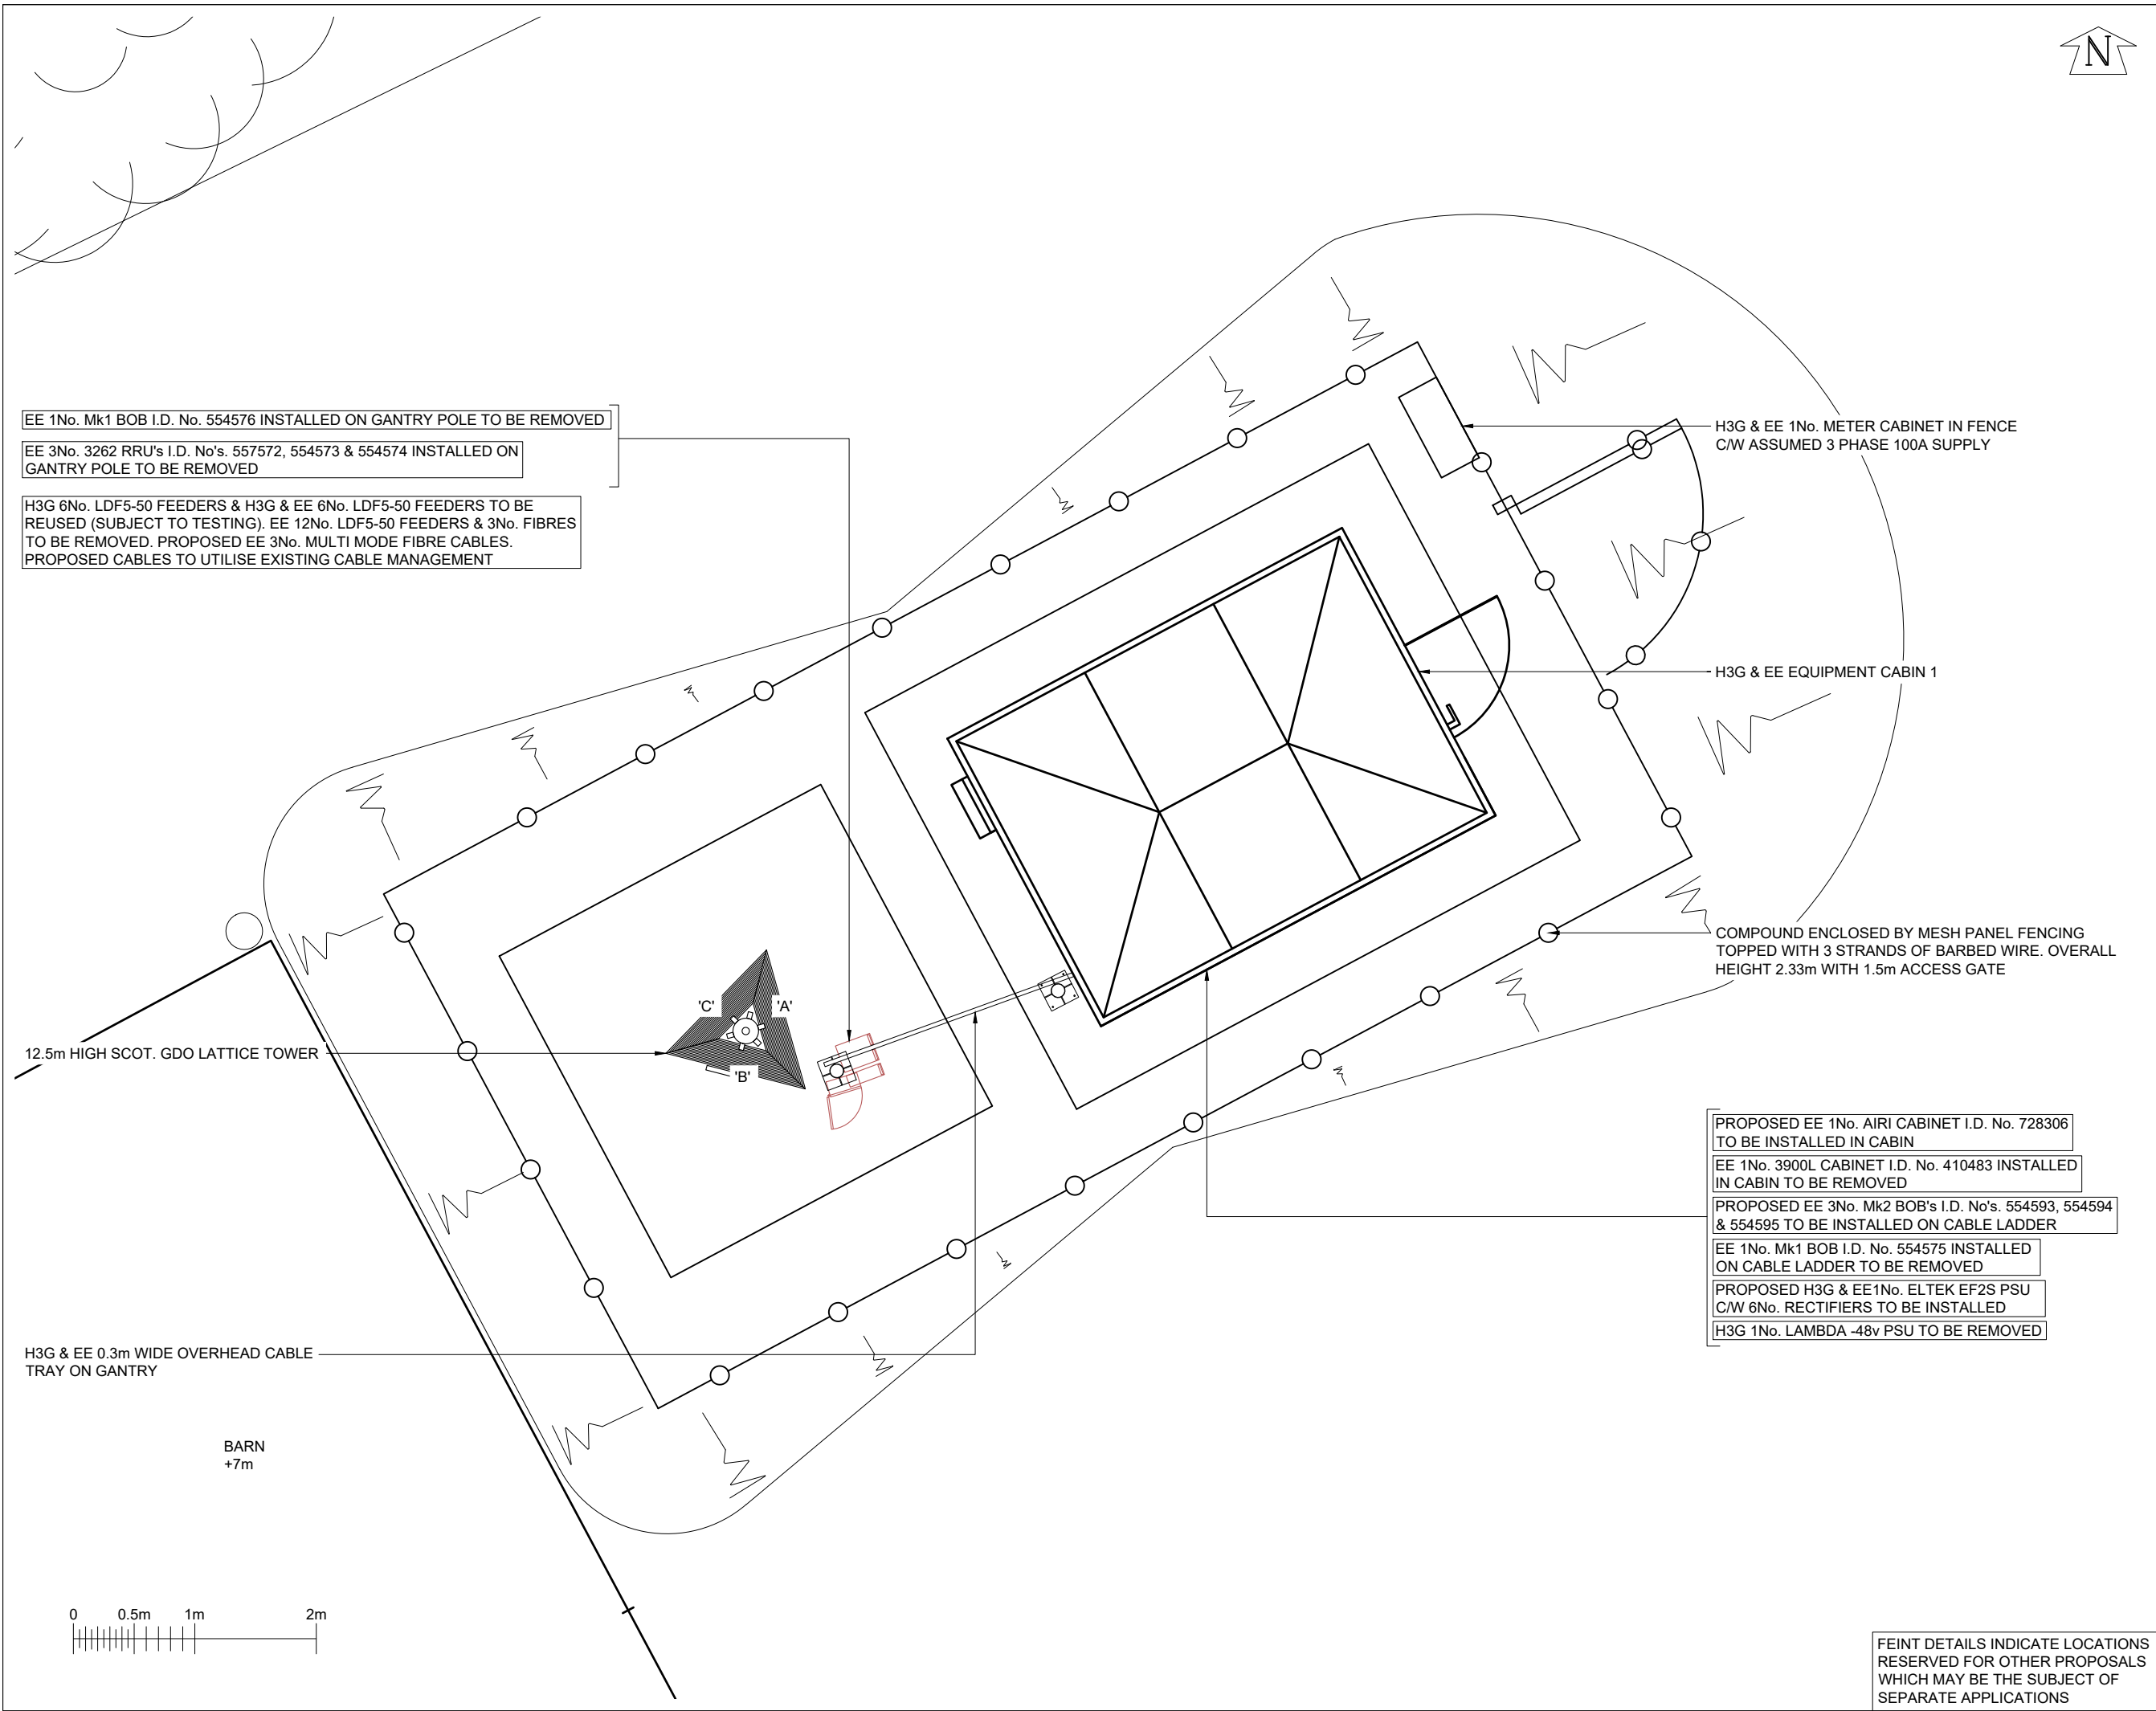 N
EE 1No. Mk1 BOB I.D. No. 554576 INSTALLED ON GANTRY POLE TO BE REMOVED
EE 3No. 3262 RRU's I.D. No's. 557572, 554573 & 554574 INSTALLED ON
GANTRY POLE TO BE REMOVED
H3G 6No. LDF5-50 FEEDERS & H3G & EE 6No. LDF5-50 FEEDERS TO BE
REUSED (SUBJECT TO TESTING). EE 12No. LDF5-50 FEEDERS & 3No. FIBRES
TO BE REMOVED. PROPOSED EE 3No. MULTI MODE FIBRE CABLES.
PROPOSED CABLES TO UTILISE EXISTING CABLE MANAGEMENT
H3G & EE 1No. METER CABINET IN FENCE
C/W ASSUMED 3 PHASE 100A SUPPLY
H3G & EE EQUIPMENT CABIN 1
COMPOUND ENCLOSED BY MESH PANEL FENCING
TOPPED WITH 3 STRANDS OF BARBED WIRE. OVERALL
HEIGHT 2.33m WITH 1.5m ACCESS GATE
'C'
'A'
'B'
12.5m HIGH SCOT. GDO LATTICE TOWER
PROPOSED EE 1No. AIRI CABINET I.D. No. 728306
TO BE INSTALLED IN CABIN
EE 1No. 3900L CABINET I.D. No. 410483 INSTALLED
IN CABIN TO BE REMOVED
PROPOSED EE 3No. Mk2 BOB's I.D. No's. 554593, 554594
& 554595 TO BE INSTALLED ON CABLE LADDER
EE 1No. Mk1 BOB I.D. No. 554575 INSTALLED
ON CABLE LADDER TO BE REMOVED
PROPOSED H3G & EE1No. ELTEK EF2S PSU
C/W 6No. RECTIFIERS TO BE INSTALLED
H3G 1No. LAMBDA -48v PSU TO BE REMOVED
H3G & EE 0.3m WIDE OVERHEAD CABLE
TRAY ON GANTRY
BARN
+7m
0 0.5m 1m 2m
FEINT DETAILS INDICATE LOCATIONS
RESERVED FOR OTHER PROPOSALS
WHICH MAY BE THE SUBJECT OF
SEPARATE APPLICATIONS